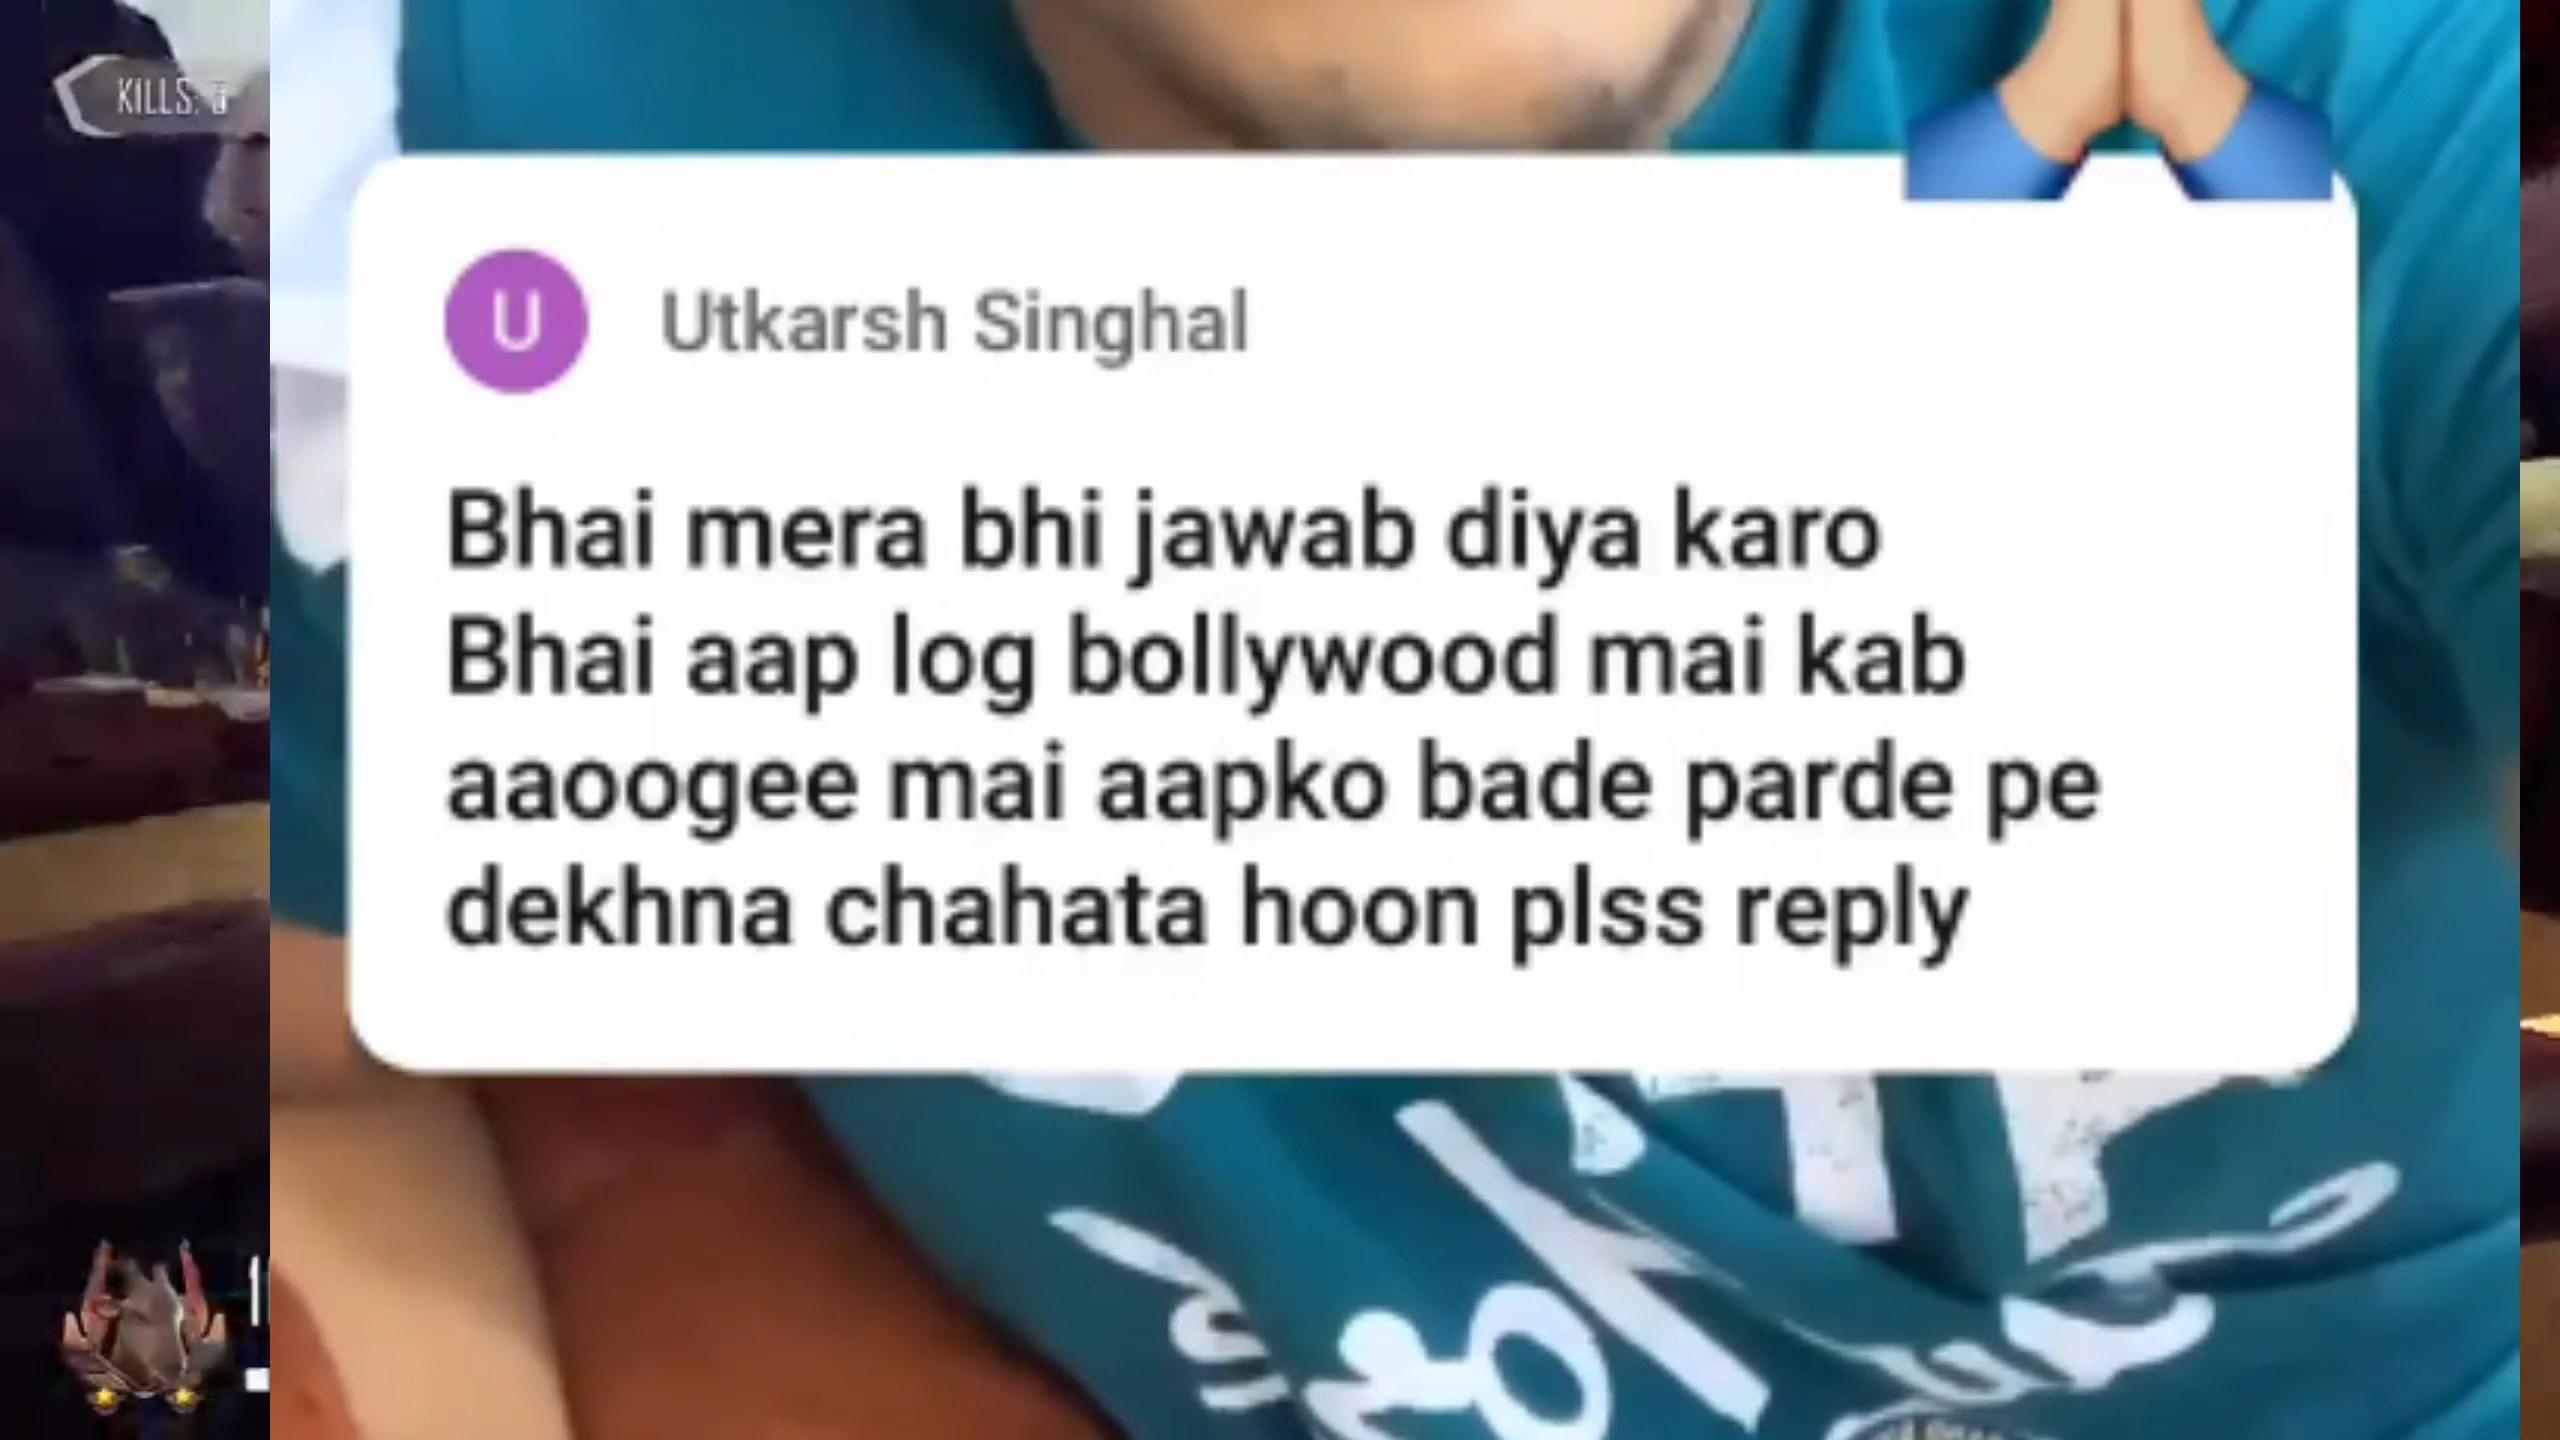 KILLS:
U
Utkarsh Singhal
Bhai mera bhi jawab diya karo
Bhai aap log bollywood mai kab
aaoogee mai aapko bade parde pe
dekhna chahata hoon plss reply